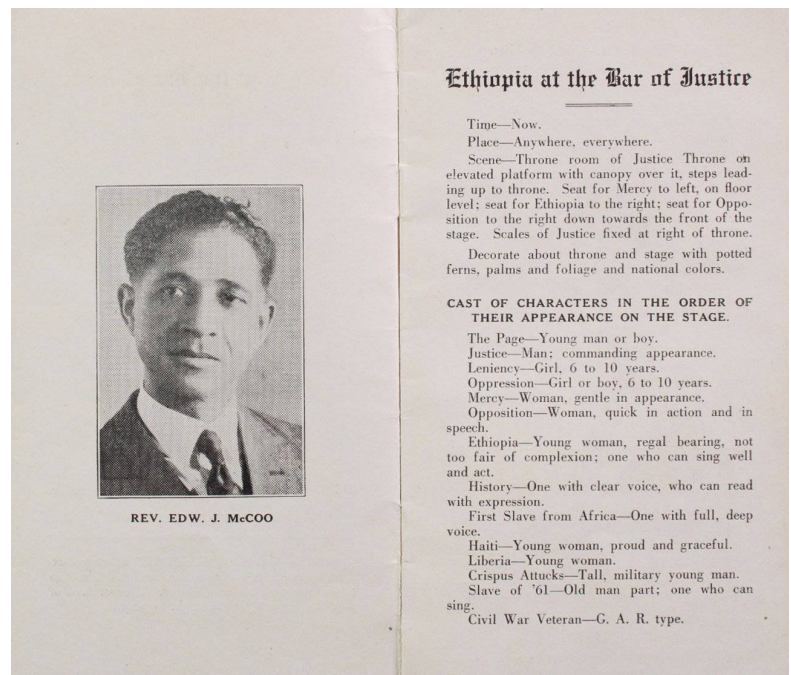 REV. EDW. J. McCOO
Ethiopia at the Bar of Justice
Time—Now.
Place—Anywhere, everywhere.
Scene—Throne room of Justice Throne on
elevated platform with canopy over it, steps lead-
ing up to throne. Seat for Mercy to left, on floor
level; seat for Ethiopia to the right; seat for Oppo-
sition to the right down towards the front of the
stage. Scales of Justice fixed at right of throne.
Decorate about throne and stage with potted
ferns, palms and foliage and national colors.
CAST OF CHARACTERS IN THE ORDER OF
THEIR APPEARANCE ON THE STAGE.
The Page—Young man or boy.
Justice—Man; commanding appearance.
Leniency—Girl, 6 to 10 years.
Oppression—Girl or boy, 6 to 10 years.
Mercy—Woman, gentle in appearance.
Opposition—Woman, quick in action and in
speech.
Ethiopia—Young woman, regal bearing, not
too fair of complexion; one who can sing well
and act.
History—One with clear voice, who can read
with expression.
First Slave from Africa—One with full, deep
voice.
Haiti—Young woman, proud and graceful.
Liberia—Young woman.
Crispus Attucks—Tall, military young man.
Slave of '61—Old man part; one who can
sing.
Civil War Veteran—G. A. R. type.